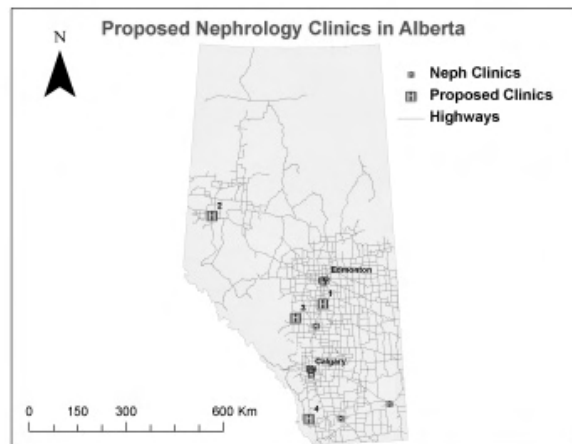 Proposed Nephrology Clinics in Alberta
N
Neph Clinics
H Proposed Clinics
Highways
H 2
Edmonton
H 1
H 3
Calgary
H 4
0 150 300 600 Km